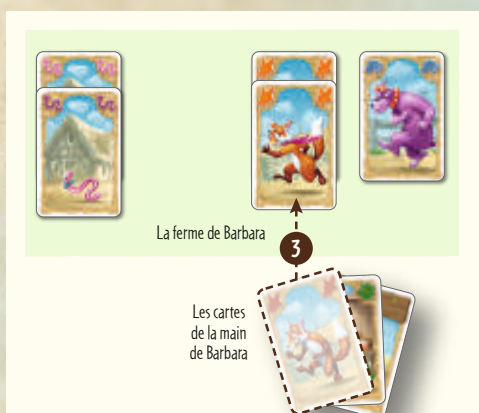 La ferme de Barbara
3
Les cartes
de la main
de Barbara